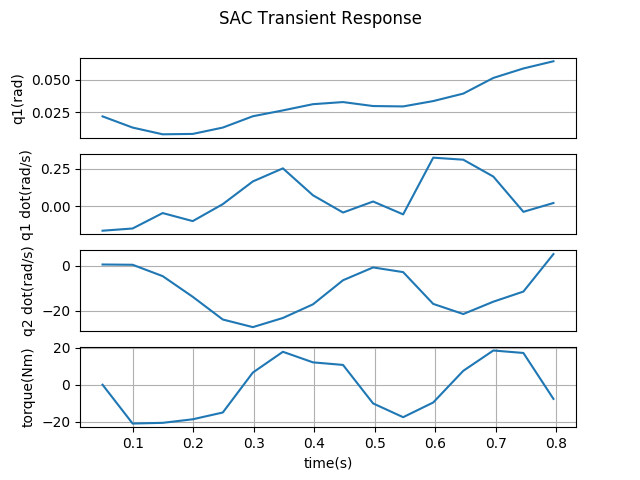 SAC Transient Response
q1(rad)
0.050
0.025
q1 dot(rad/s)
0.25
0.00
q2 dot(rad/s)
0
−20
torque(Nm)
20
0
−20
0.1 0.2 0.3 0.4 0.5 0.6 0.7 0.8
time(s)